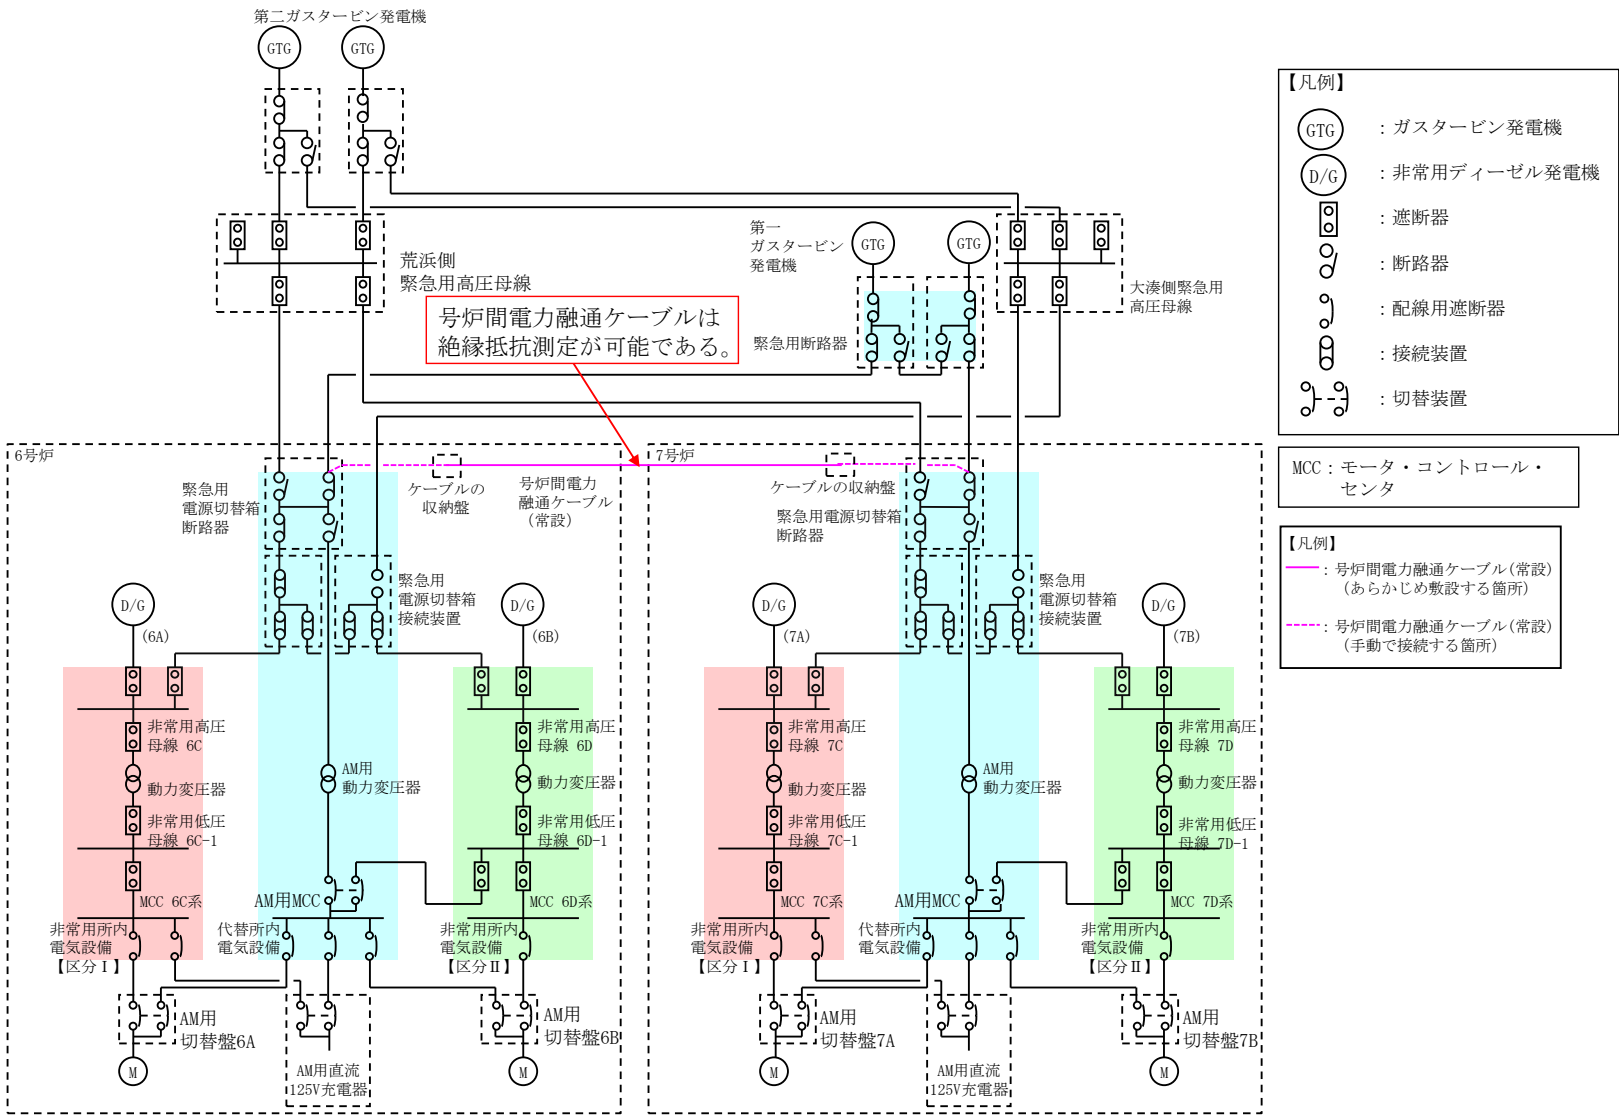 第二ガスタービン発電機
GTG
GTG
荒浜側
緊急用高圧母線
第一
ガスタービン
発電機
GTG
GTG
緊急用断路器
大湊側緊急用
高圧母線
号炉間電力融通ケーブルは
絶縁抵抗測定が可能である。
【凡例】
GTG
：ガスタービン発電機
D/G
：非常用ディーゼル発電機
：遮断器
：断路器
：配線用遮断器
：接続装置
：切替装置
MCC：モータ・コントロール・
センタ
【凡例】
：号炉間電力融通ケーブル(常設)
（あらかじめ敷設する箇所）
：号炉間電力融通ケーブル(常設)
（手動で接続する箇所）
6号炉
緊急用
電源切替箱
断路器
ケーブルの
収納盤
号炉間電力
融通ケーブル
（常設）
緊急用
電源切替箱
接続装置
D/G
(6A)
D/G
(6B)
非常用高圧
母線 6C
動力変圧器
非常用低圧
母線 6C-1
MCC 6C系
非常用所内
電気設備
【区分Ⅰ】
AM用
動力変圧器
AM用MCC
代替所内
電気設備
非常用高圧
母線 6D
動力変圧器
非常用低圧
母線 6D-1
MCC 6D系
非常用所内
電気設備
【区分Ⅱ】
AM用
切替盤6A
M
AM用直流
125V充電器
AM用
切替盤6B
M
7号炉
ケーブルの収納盤
緊急用電源切替箱
断路器
緊急用
電源切替箱
接続装置
D/G
(7A)
D/G
(7B)
非常用高圧
母線 7C
動力変圧器
非常用低圧
母線 7C-1
MCC 7C系
非常用所内
電気設備
【区分Ⅰ】
AM用
動力変圧器
AM用MCC
代替所内
電気設備
非常用高圧
母線 7D
動力変圧器
非常用低圧
母線 7D-1
MCC 7D系
非常用所内
電気設備
【区分Ⅱ】
AM用
切替盤7A
M
AM用直流
125V充電器
AM用
切替盤7B
M